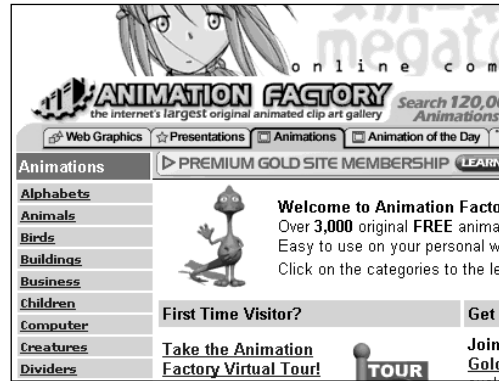 megato
online com
ANIMATION FACTORY
the internet's largest original animated clip art gallery
Search 120,00
Animations
Web Graphics
Presentations
Animations
Animation of the Day
Animations
PREMIUM GOLD SITE MEMBERSHIP
LEARN
Alphabets
Animals
Birds
Buildings
Business
Children
Computer
Creatures
Dividers
Welcome to Animation Facto
Over 3,000 original FREE anima
Easy to use on your personal w
Click on the categories to the le
First Time Visitor?
Get
Take the Animation
Factory Virtual Tour!
TOUR
Join
Gold